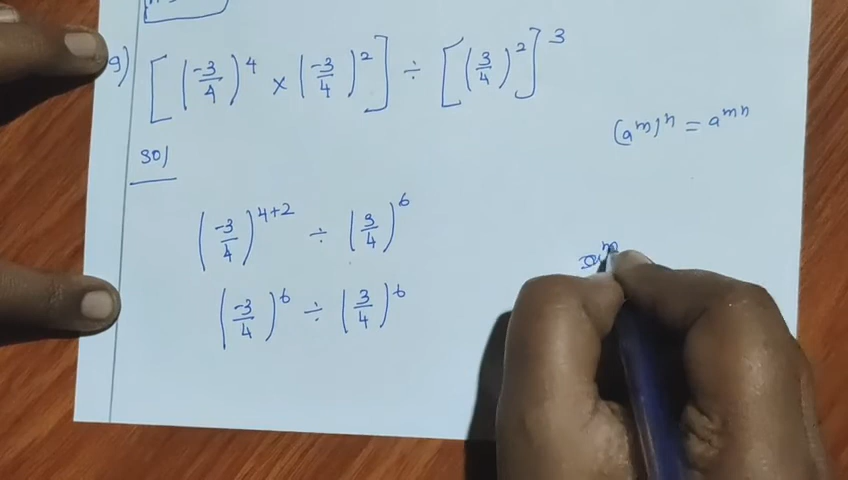 9) [(-3/4)^4 × (-3/4)^2] ÷ [(3/4)^2]^3
(a^m)^n = a^mn
Sol
(-3/4)^4+2 ÷ (3/4)^6
(-3/4)^6 ÷ (3/4)^6